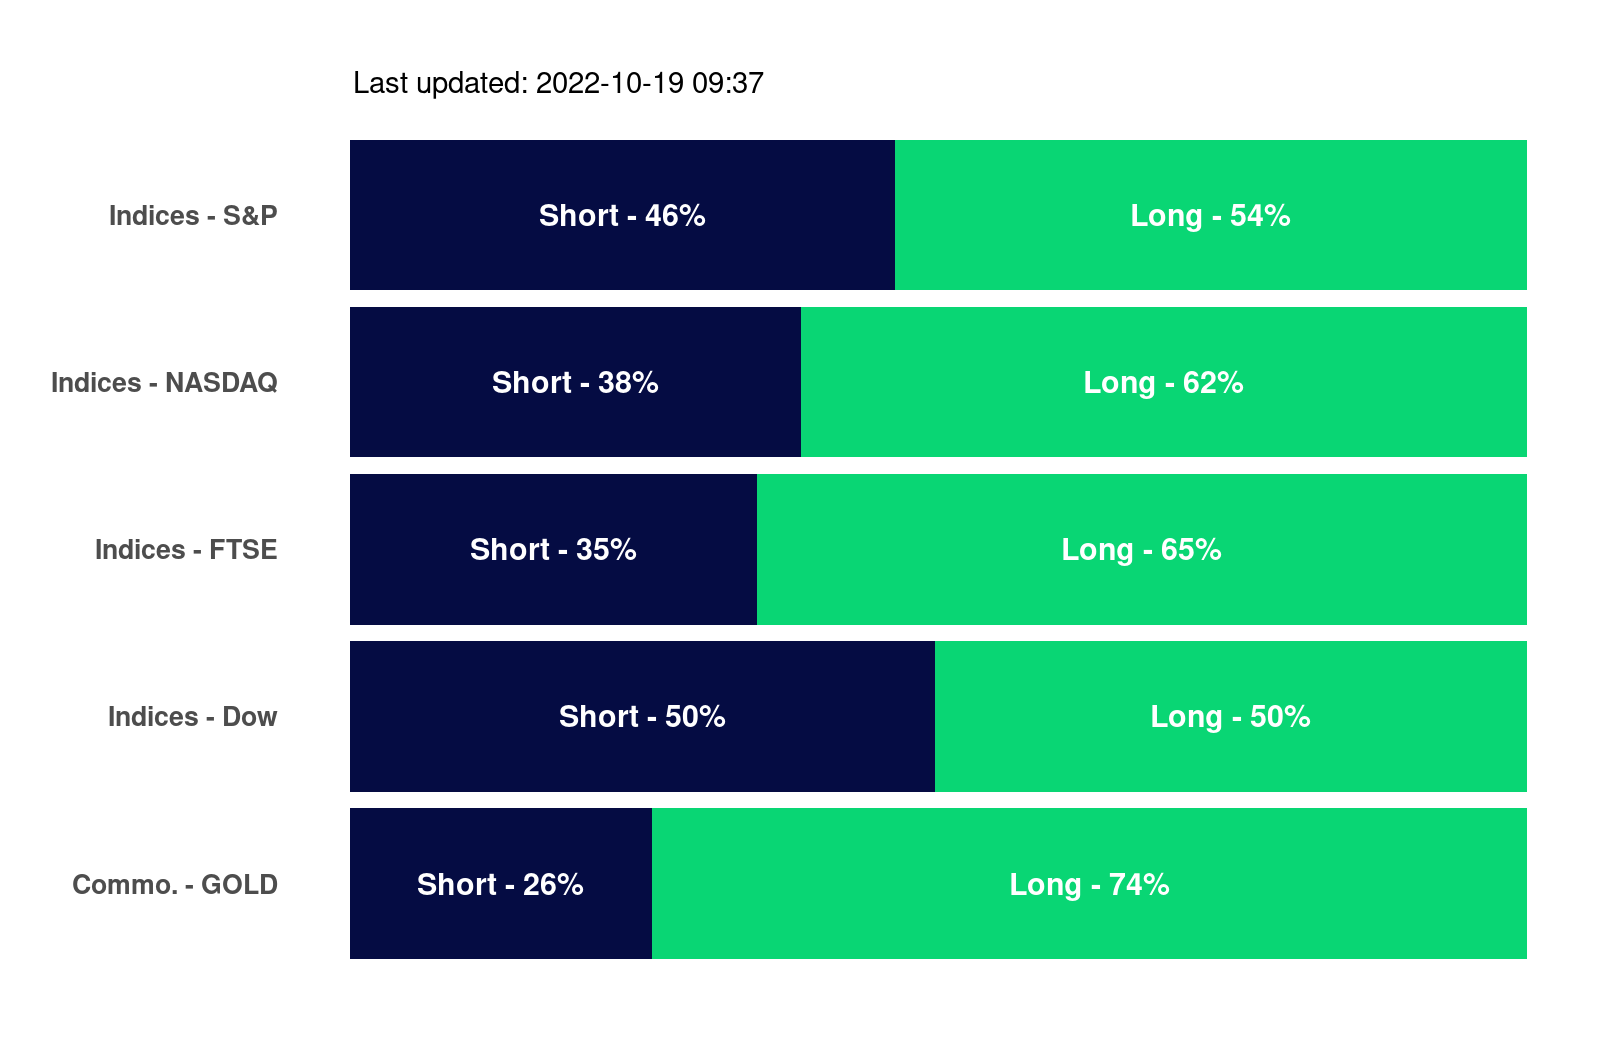 Last updated: 2022-10-19 09:37
Indices - S&P Short - 46% Long - 54%
Indices - NASDAQ Short - 38% Long - 62%
Indices - FTSE Short - 35% Long - 65%
Indices - Dow Short - 50% Long - 50%
Commo. - GOLD Short - 26% Long - 74%